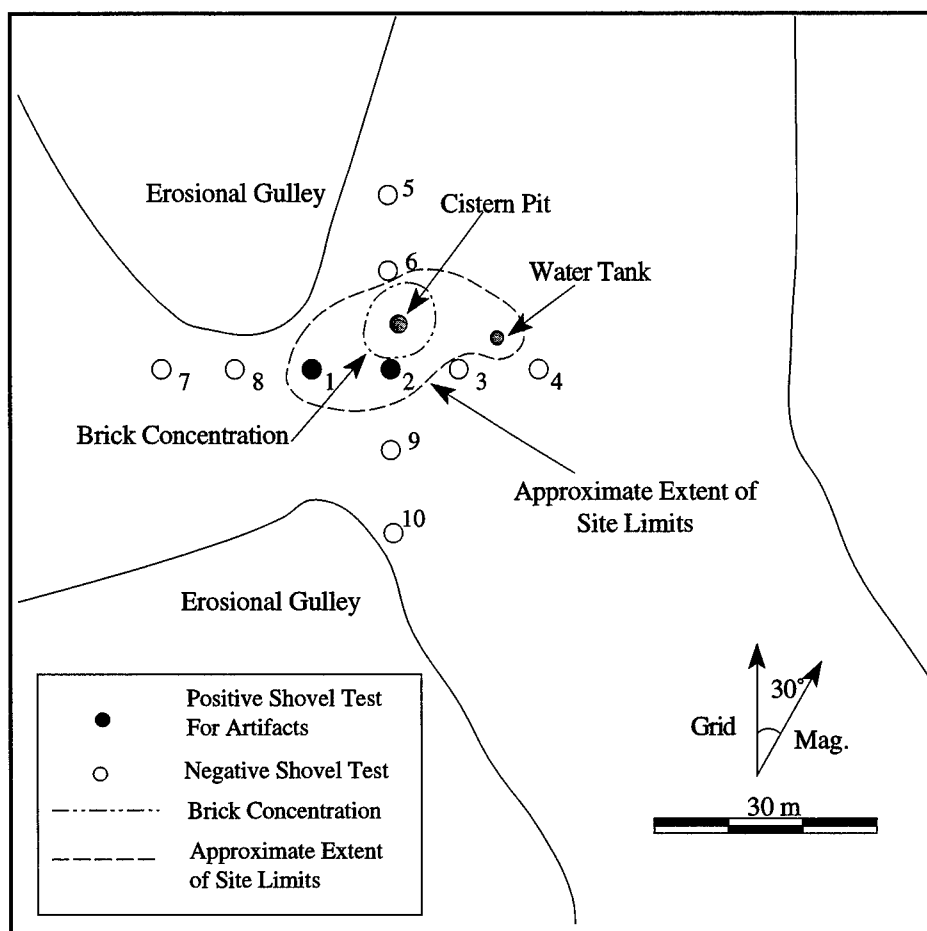 5
Erosional Gulley
Cistern Pit
6
Water Tank
7
8
1
2
3
4
Brick Concentration
9
Approximate Extent of
Site Limits
10
Erosional Gulley
30°
Grid
Mag.
30 m
Positive Shovel Test
For Artifacts
Negative Shovel Test
Brick Concentration
Approximate Extent
of Site Limits